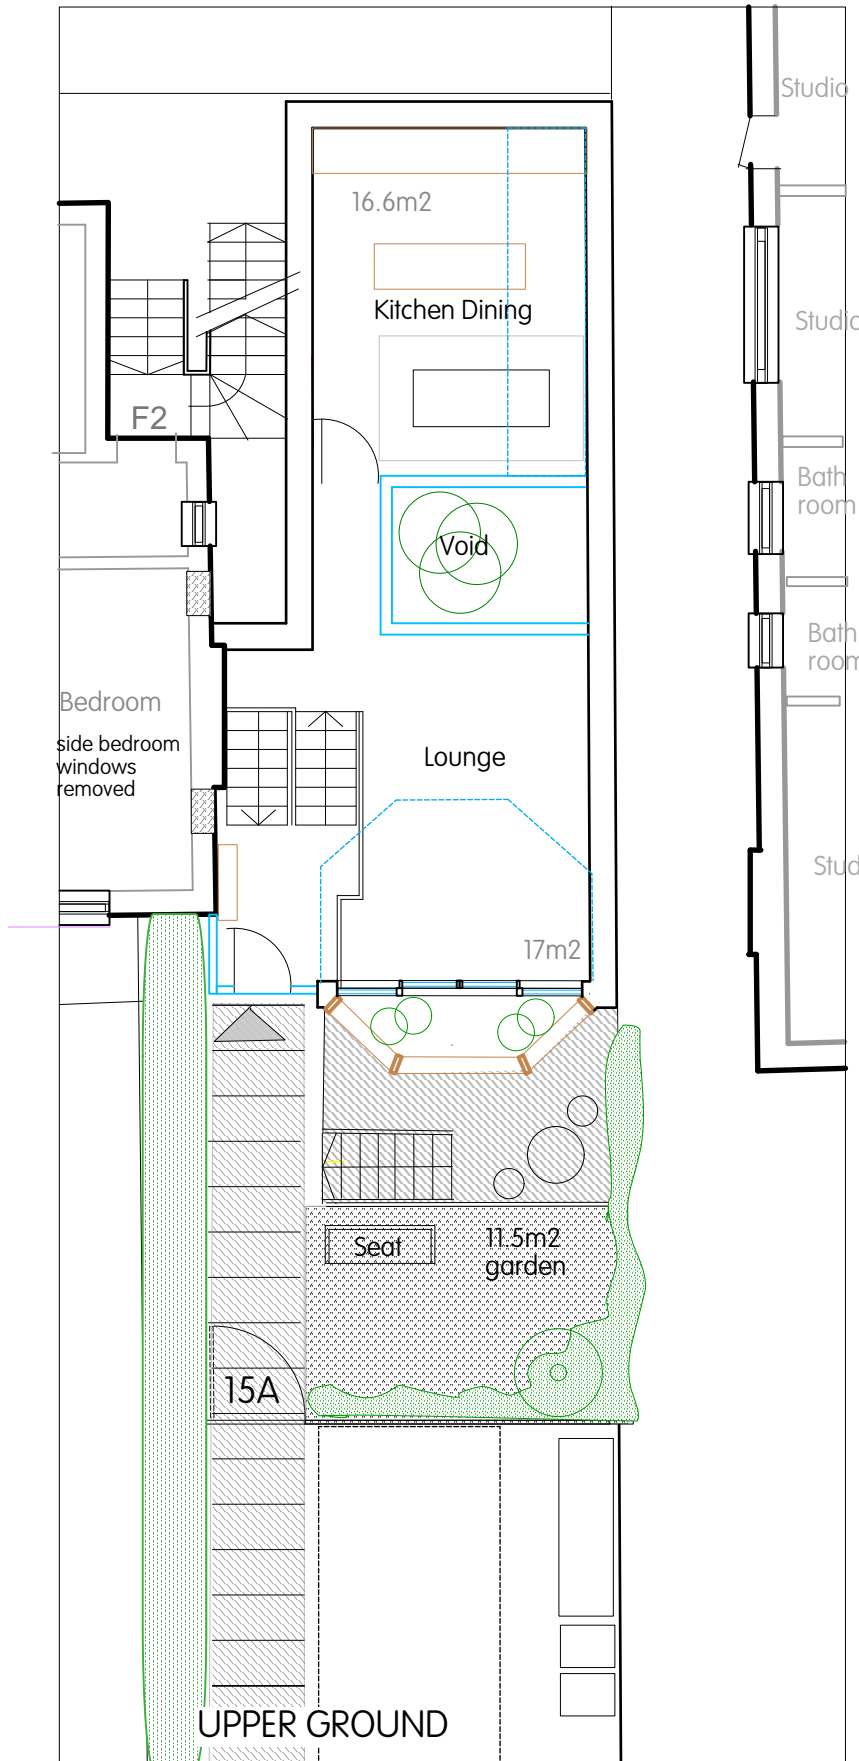 Studio
16.6m2
Kitchen Dining
Studio
F2
Bath
room
Void
Bath
room
Bedroom
side bedroom
windows
removed
Lounge
Stud
17m2
Seat
11.5m2
garden
15A
UPPER GROUND